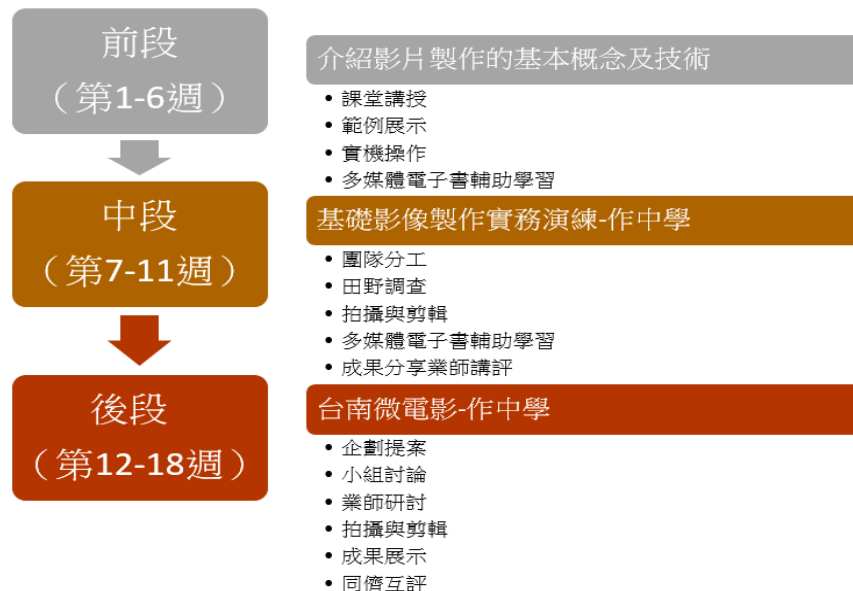 前段
（第1-6週）
介紹影片製作的基本概念及技術
• 課堂講授
• 範例展示
• 實機操作
• 多媒體電子書輔助學習
中段
（第7-11週）
基礎影像製作實務演練-作中學
• 團隊分工
• 田野調查
• 拍攝與剪輯
• 多媒體電子書輔助學習
• 成果分享業師講評
後段
（第12-18週）
台南微電影-作中學
• 企劃提案
• 小組討論
• 業師研討
• 拍攝與剪輯
• 成果展示
• 同儕互評